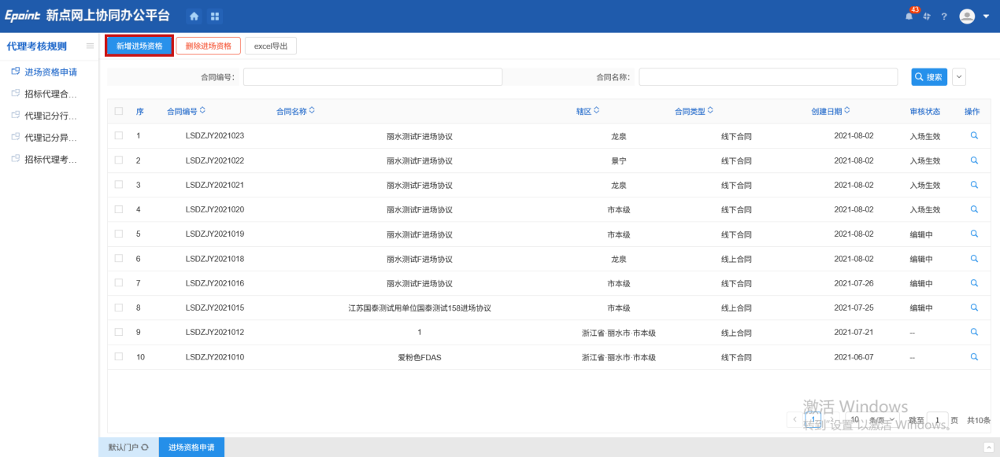 Epoint 新点网上协同办公平台
43
?
代理考核规则
进场资格申请
招标代理合...
代理记分行...
代理记分异...
招标代理考...
新增进场资格 删除进场资格 excel导出
合同编号: 合同名称: 搜索
序 合同编号 合同名称 辖区 合同类型 创建日期 审核状态 操作
1 LSDZJY2021023 丽水测试F进场协议 龙泉 线下合同 2021-08-02 入场生效
2 LSDZJY2021022 丽水测试F进场协议 景宁 线下合同 2021-08-02 入场生效
3 LSDZJY2021021 丽水测试F进场协议 龙泉 线下合同 2021-08-02 入场生效
4 LSDZJY2021020 丽水测试F进场协议 市本级 线下合同 2021-08-02 入场生效
5 LSDZJY2021019 丽水测试F进场协议 市本级 线下合同 2021-08-02 编辑中
6 LSDZJY2021018 丽水测试F进场协议 龙泉 线上合同 2021-08-02 编辑中
7 LSDZJY2021016 丽水测试F进场协议 市本级 线下合同 2021-07-26 编辑中
8 LSDZJY2021015 江苏国泰测试用单位国泰测试158进场协议 市本级 线上合同 2021-07-25 编辑中
9 LSDZJY2021012 1 浙江省·丽水市·市本级 线上合同 2021-07-21 --
10 LSDZJY2021010 爱粉色FDAS 浙江省·丽水市·市本级 线下合同 2021-06-07 --
激活 Windows
转到"设置"以激活 Windows。
< 1 > 10 条/页 跳至 1 页 共10条
默认门户 进场资格申请